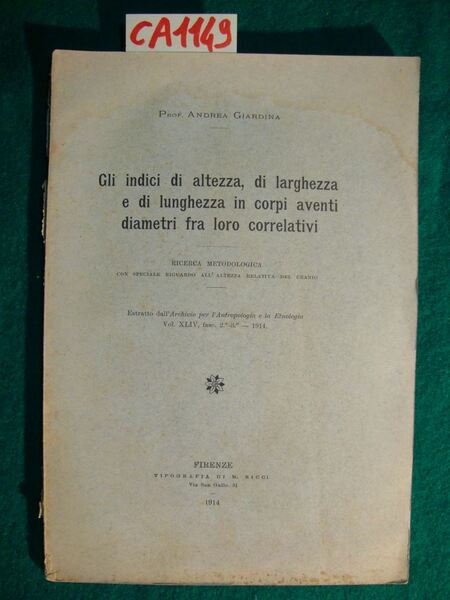 CA1149
Prof. Andrea Giardina
Gli indici di altezza, di larghezza
e di lunghezza in corpi aventi
diametri fra loro correlativi
RICERCA METODOLOGICA
CON SPECIALE RIGUARDO ALL'ALTEZZA RELATIVA DEL CRANIO
Estratto dall'Archivio per l'Antropologia e la Etnologia
Vol. XLIV, fasc. 2.º-3.º — 1914.
FIRENZE
TIPOGRAFIA DI M. RICCI
Via San Gallo, 31
1914